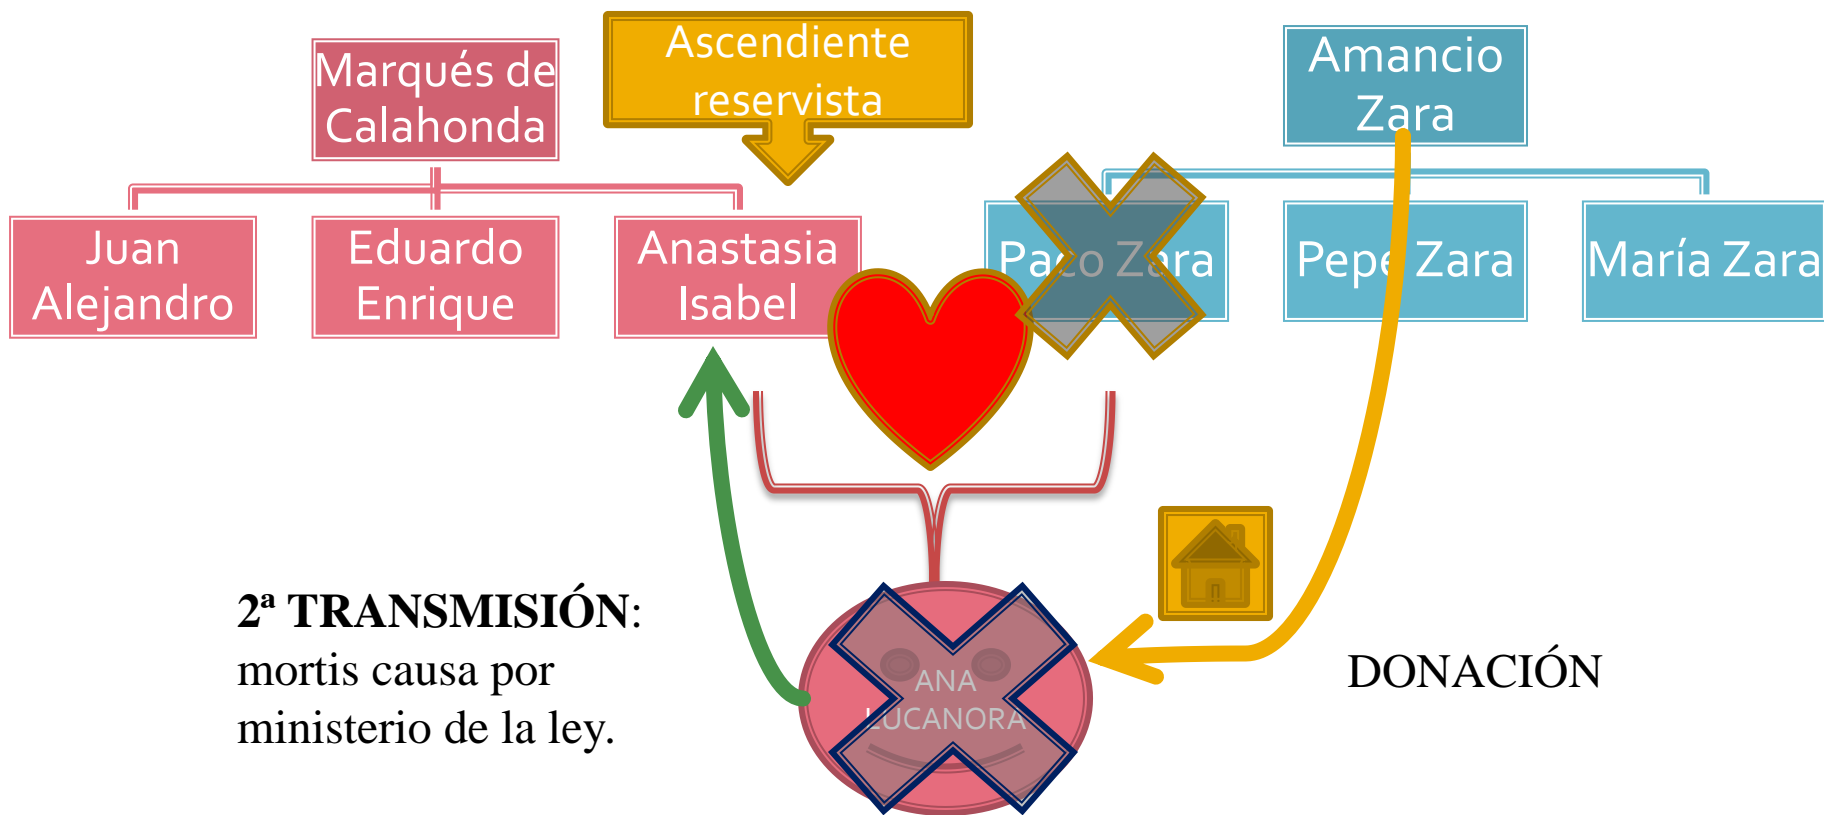 Marqués de
Calahonda
Ascendiente
reservista
Amancio
Zara
Juan
Alejandro
Eduardo
Enrique
Anastasia
Isabel
Paco Zara
Pepe Zara
María Zara
2ª TRANSMISIÓN:
mortis causa por
ministerio de la ley.
ANA
LUCANORA
DONACIÓN